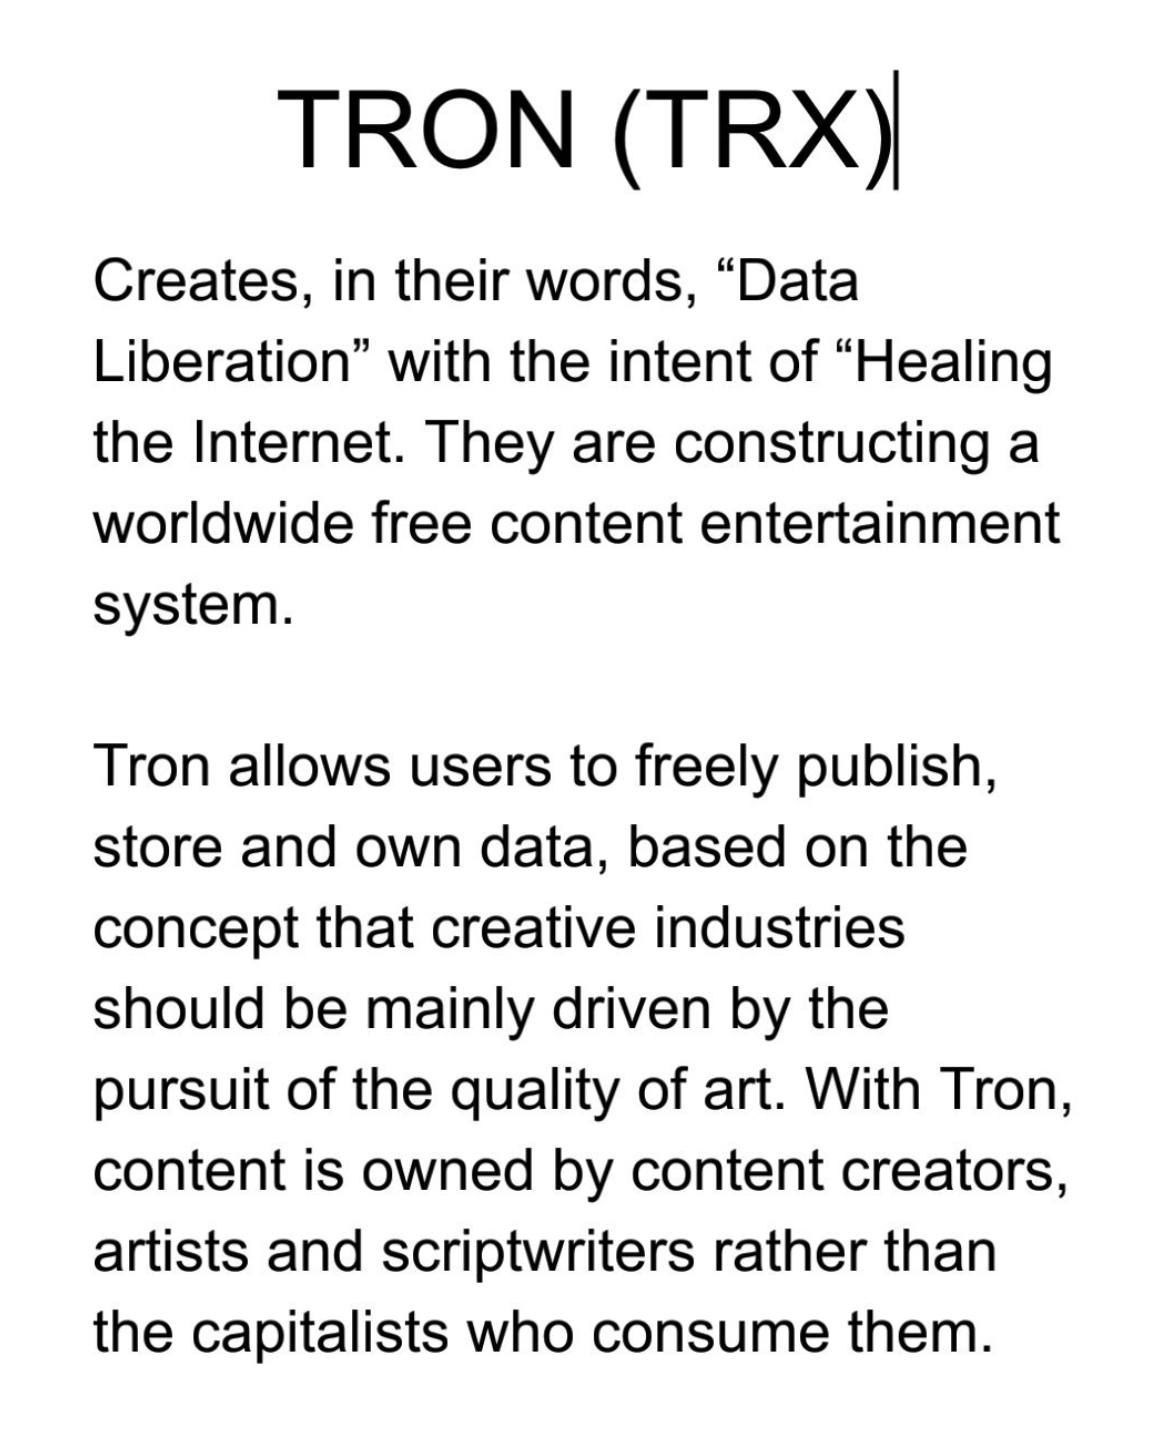 TRON (TRX)
Creates, in their words, “Data
Liberation” with the intent of “Healing
the Internet. They are constructing a
worldwide free content entertainment
system.
Tron allows users to freely publish,
store and own data, based on the
concept that creative industries
should be mainly driven by the
pursuit of the quality of art. With Tron,
content is owned by content creators,
artists and scriptwriters rather than
the capitalists who consume them.